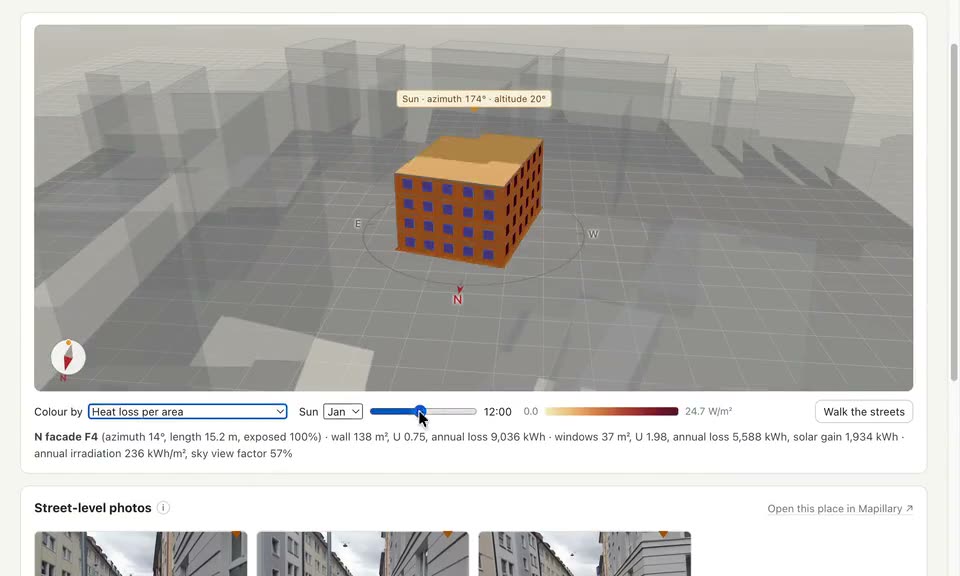 Sun · azimuth 174° · altitude 20°
E
W
N
N
Colour by Heat loss per area Sun Jan 12:00 0.0 24.7 W/m² Walk the streets
N facade F4 (azimuth 14°, length 15.2 m, exposed 100%) · wall 138 m², U 0.75, annual loss 9,036 kWh · windows 37 m², U 1.98, annual loss 5,588 kWh, solar gain 1,934 kWh ·
annual irradiation 236 kWh/m², sky view factor 57%
Street-level photos i Open this place in Mapillary ↗